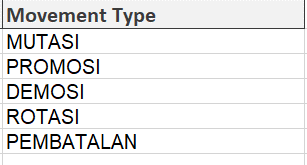 Movement Type
MUTASI
PROMOSI
DEMOSI
ROTASI
PEMBATALAN